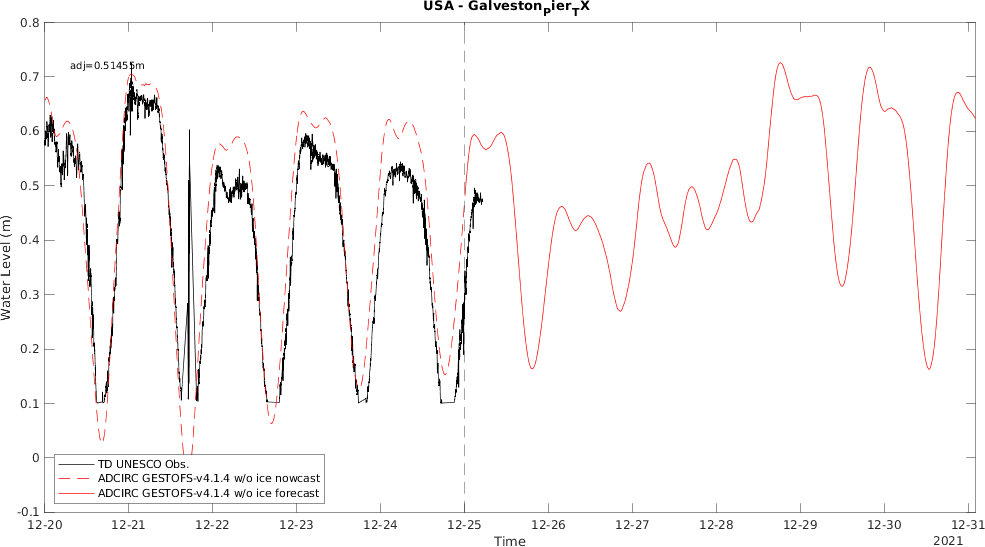 USA - GalvestonPierTX
0.8
adj=0.51455m
0.7
0.6
0.5
0.4
0.3
0.2
0.1
0
-0.1
Water Level (m)
TD UNESCO Obs.
ADCIRC GESTOFS-v4.1.4 w/o ice nowcast
ADCIRC GESTOFS-v4.1.4 w/o ice forecast
12-20 12-21 12-22 12-23 12-24 12-25 12-26 12-27 12-28 12-29 12-30 12-31
Time
2021